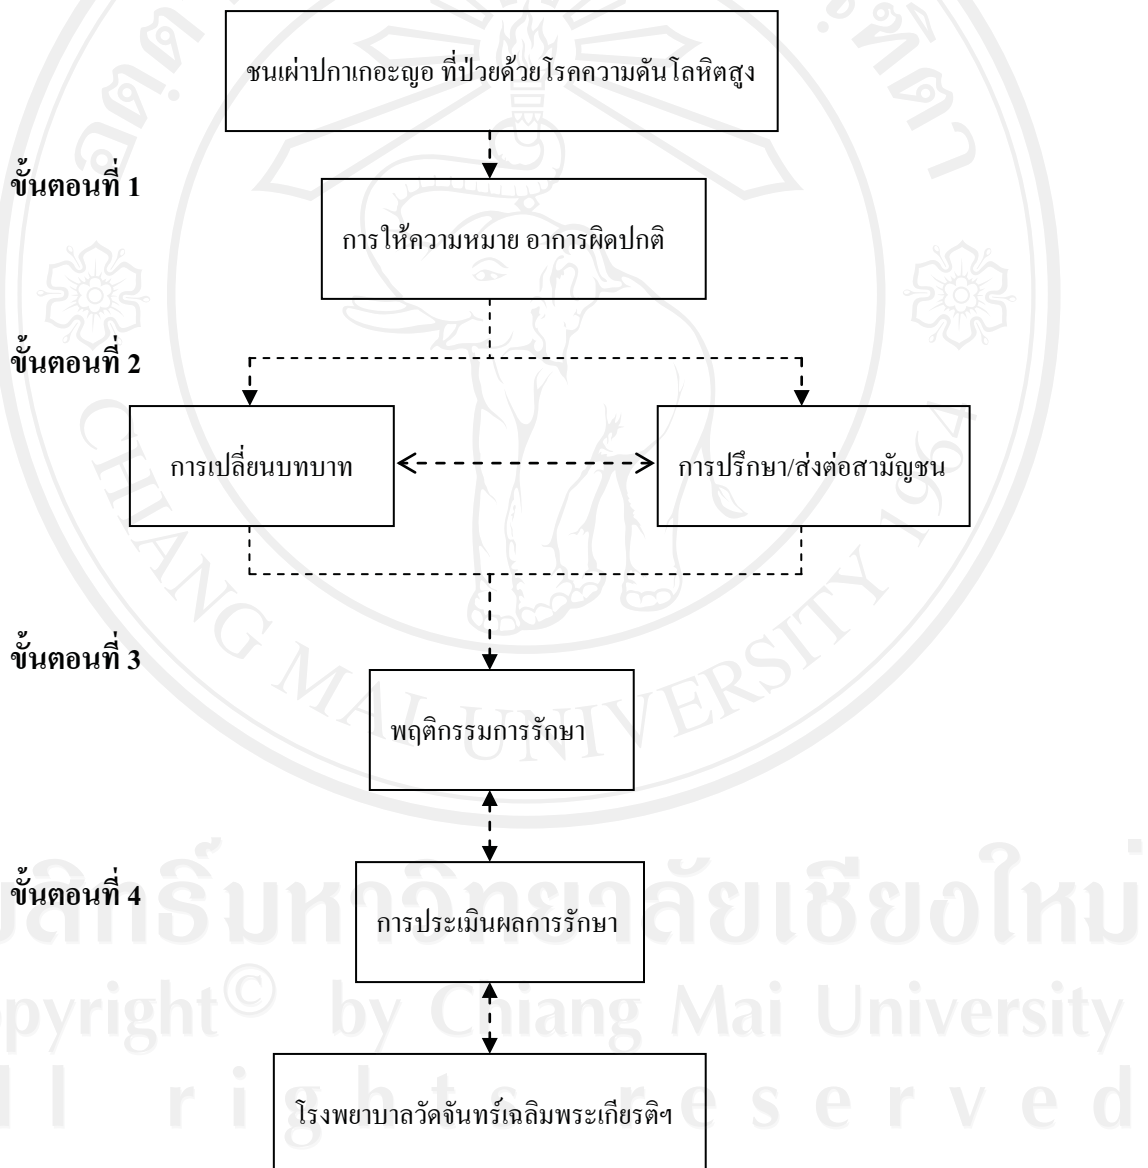 ชนเผ่าปกาเกอะญอ ที่ป่วยด้วยโรคความดันโลหิตสูง
ขั้นตอนที่ 1
การให้ความหมาย อาการผิดปกติ
ขั้นตอนที่ 2
การเปลี่ยนบทบาท
การปรึกษา/ส่งต่อสามัญชน
ขั้นตอนที่ 3
พฤติกรรมการรักษา
ขั้นตอนที่ 4
การประเมินผลการรักษา
โรงพยาบาลวัดจันทร์เฉลิมพระเกียรติฯ
CHIANG MAI UNIVERSITY 1964
สิทธิ์มหาวิทยาลัยเชียงใหม่
opyright© by Chiang Mai University
l l rights reserved